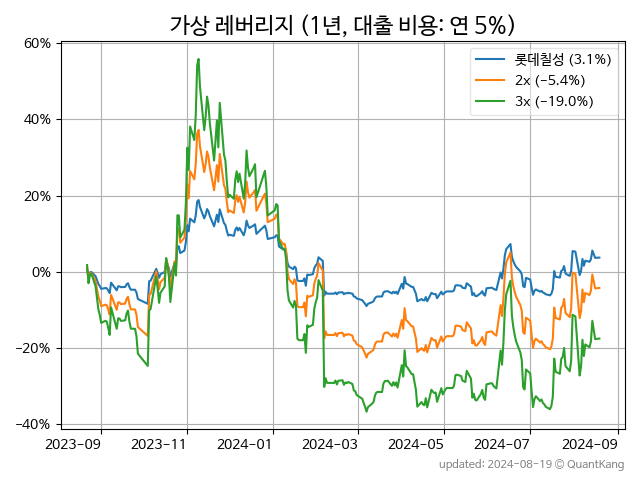 가상 레버리지 (1년, 대출 비용: 연 5%)
롯데칠성 (3.1%)
2x (−5.4%)
3x (−19.0%)
60%
40%
20%
0%
−20%
−40%
2023-09 2023-11 2024-01 2024-03 2024-05 2024-07 2024-09
updated: 2024-08-19 © QuantKang